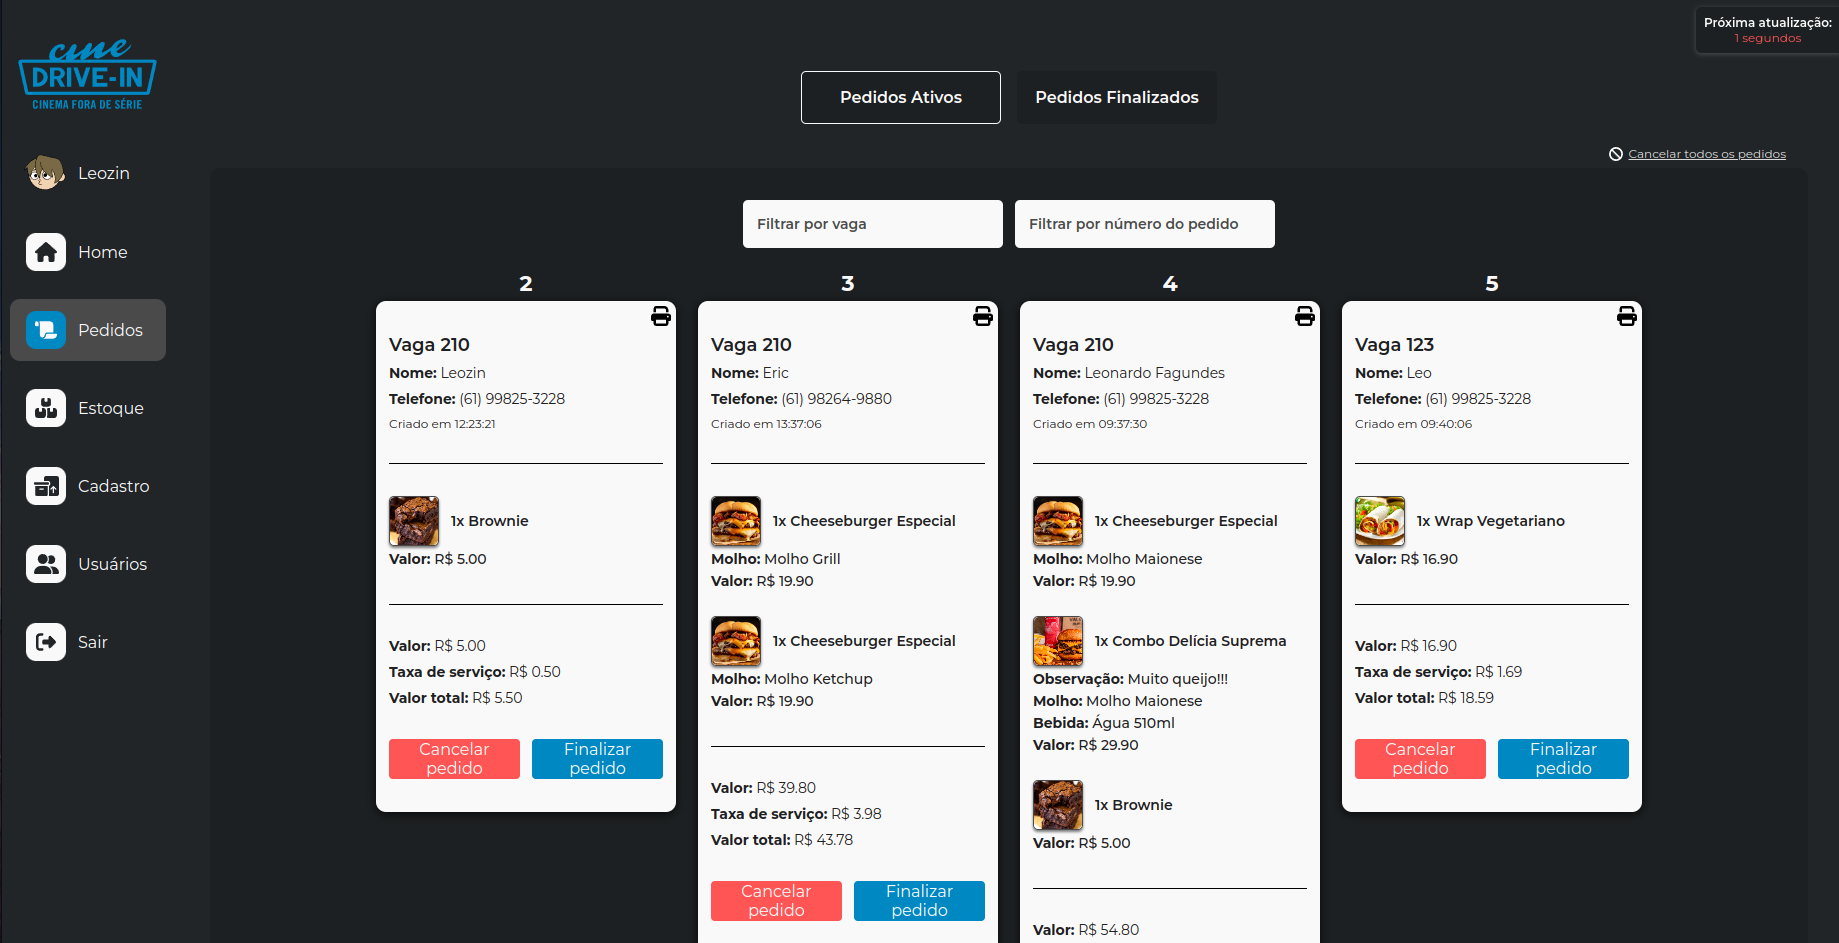 Próxima atualização:
1 segundos
cine
DRIVE-IN
CINEMA FORA DE SÉRIE
Leozin
Home
Pedidos
Estoque
Cadastro
Usuários
Sair
Pedidos Ativos
Pedidos Finalizados
Cancelar todos os pedidos
Filtrar por vaga
Filtrar por número do pedido
2
Vaga 210
Nome: Leozin
Telefone: (61) 99825-3228
Criado em 12:23:21
1x Brownie
Valor: R$ 5.00
Valor: R$ 5.00
Taxa de serviço: R$ 0.50
Valor total: R$ 5.50
Cancelar
pedido
Finalizar
pedido
3
Vaga 210
Nome: Eric
Telefone: (61) 98264-9880
Criado em 13:37:06
1x Cheeseburger Especial
Molho: Molho Grill
Valor: R$ 19.90
1x Cheeseburger Especial
Molho: Molho Ketchup
Valor: R$ 19.90
Valor: R$ 39.80
Taxa de serviço: R$ 3.98
Valor total: R$ 43.78
Cancelar
pedido
Finalizar
pedido
4
Vaga 210
Nome: Leonardo Fagundes
Telefone: (61) 99825-3228
Criado em 09:37:30
1x Cheeseburger Especial
Molho: Molho Maionese
Valor: R$ 19.90
1x Combo Delícia Suprema
Observação: Muito queijo!!!
Molho: Molho Maionese
Bebida: Água 510ml
Valor: R$ 29.90
1x Brownie
Valor: R$ 5.00
Valor: R$ 54.80
5
Vaga 123
Nome: Leo
Telefone: (61) 99825-3228
Criado em 09:40:06
1x Wrap Vegetariano
Valor: R$ 16.90
Valor: R$ 16.90
Taxa de serviço: R$ 1.69
Valor total: R$ 18.59
Cancelar
pedido
Finalizar
pedido